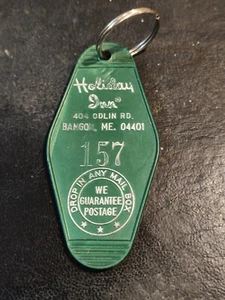 Holiday
Inn®
404 ODLIN RD.
BANGOR, ME. 04401
157
DROP IN ANY MAIL BOX
WE
GUARANTEE
POSTAGE
★ ★ ★